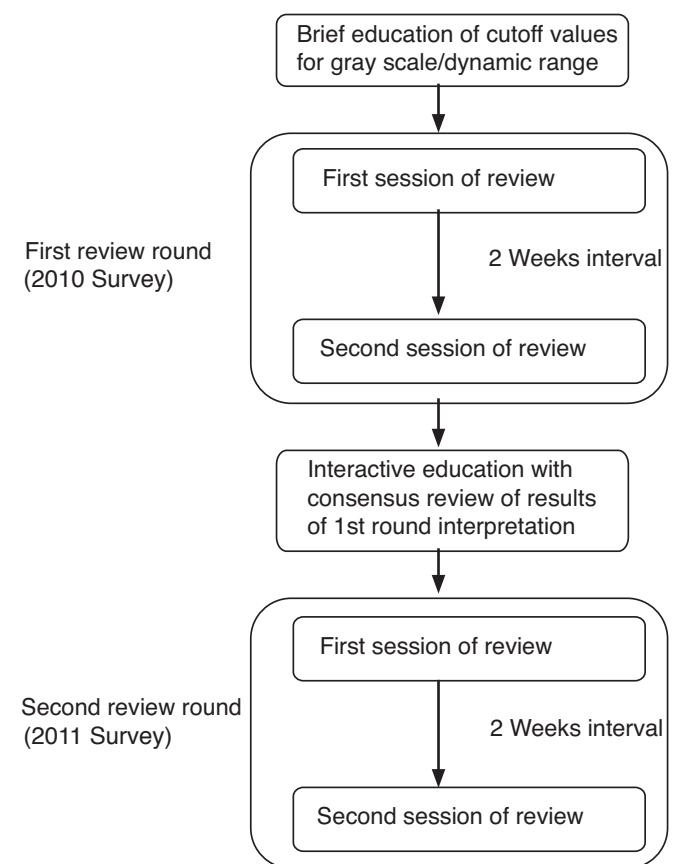 Brief education of cutoff values
for gray scale/dynamic range
First session of review
First review round
(2010 Survey)
2 Weeks interval
Second session of review
Interactive education with
consensus review of results
of 1st round interpretation
First session of review
Second review round
(2011 Survey)
2 Weeks interval
Second session of review